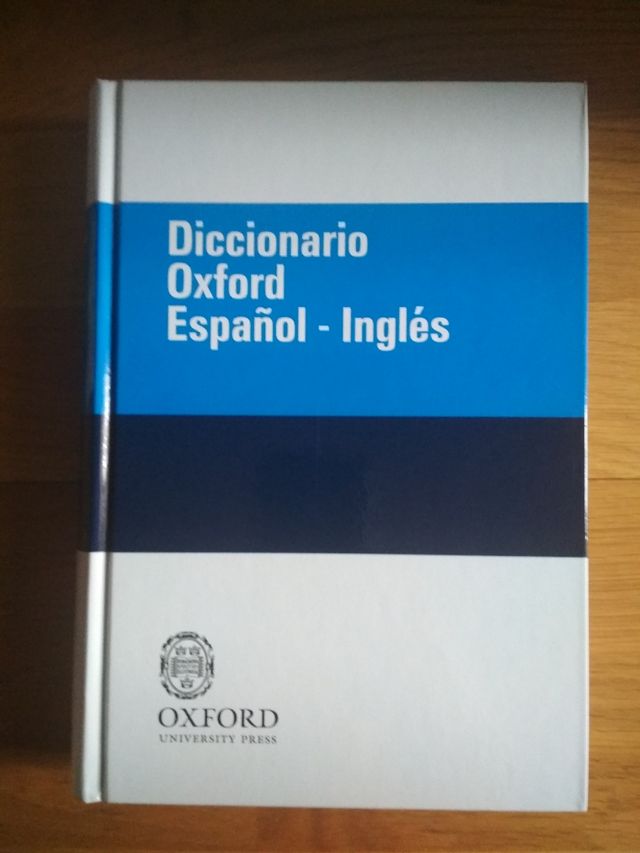 Diccionario
Oxford
Español - Inglés
OXFORD
UNIVERSITY PRESS